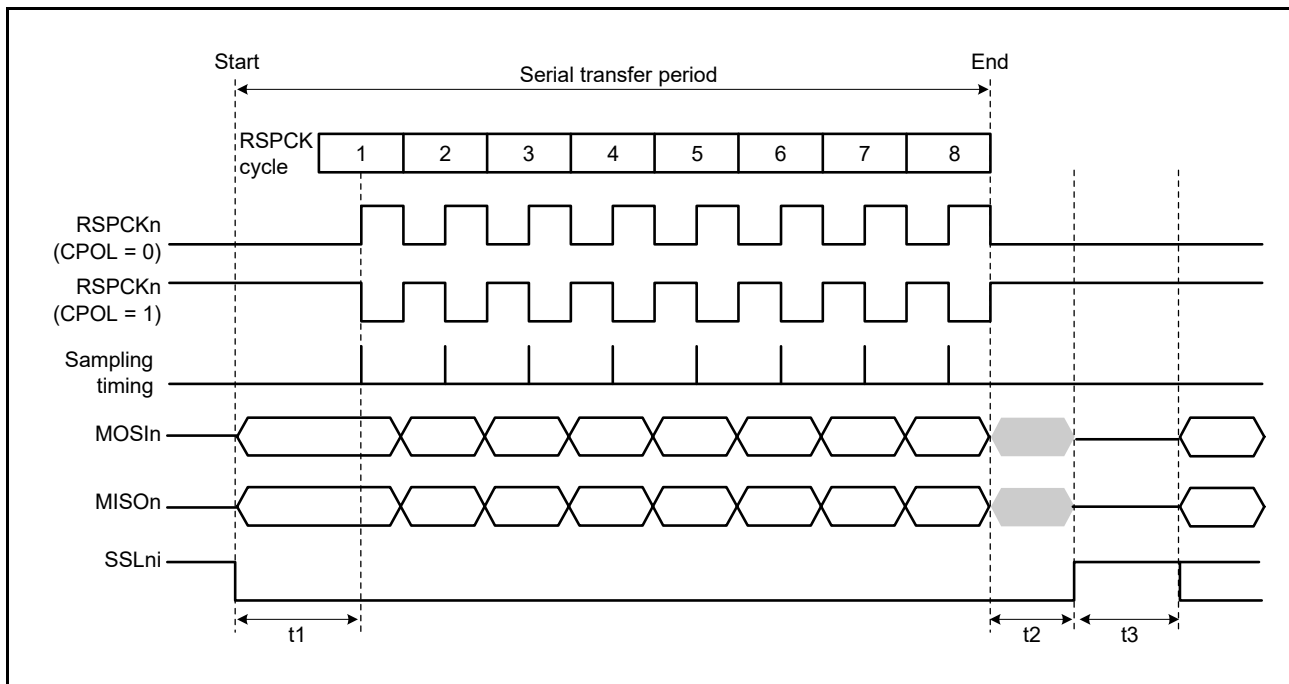 Start
End
Serial transfer period
RSPCK
cycle
1 2 3 4 5 6 7 8
RSPCKn
(CPOL = 0)
RSPCKn
(CPOL = 1)
Sampling
timing
MOSIn
MISOn
SSLni
t1
t2
t3